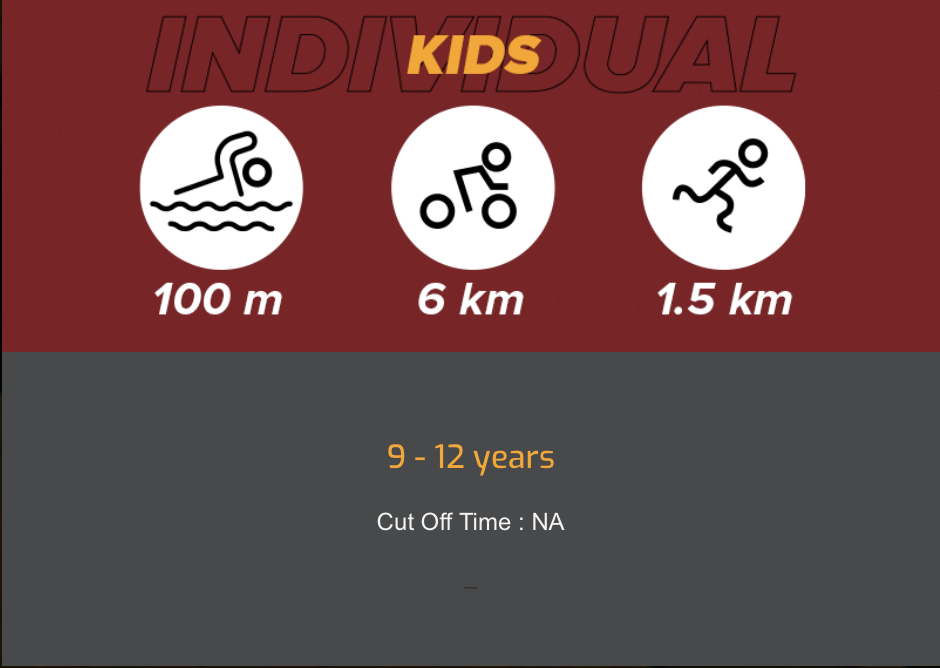 INDIVIDUAL
KIDS
100 m 6 km 1.5 km
9 - 12 years
Cut Off Time : NA
_